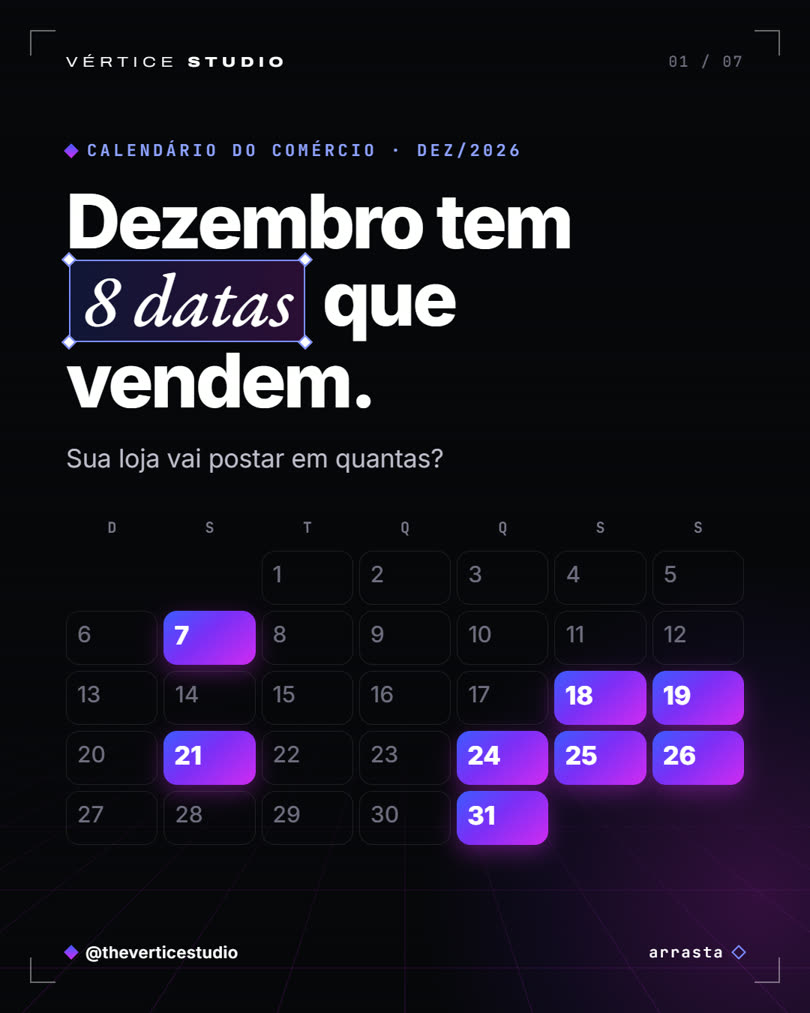 VÉRTICE STUDIO
01 / 07
CALENDÁRIO DO COMÉRCIO · DEZ/2026
Dezembro tem
8 datas que
vendem.
Sua loja vai postar em quantas?
D S T Q Q S S
1 2 3 4 5
6 7 8 9 10 11 12
13 14 15 16 17 18 19
20 21 22 23 24 25 26
27 28 29 30 31
@theverticestudio
arrasta